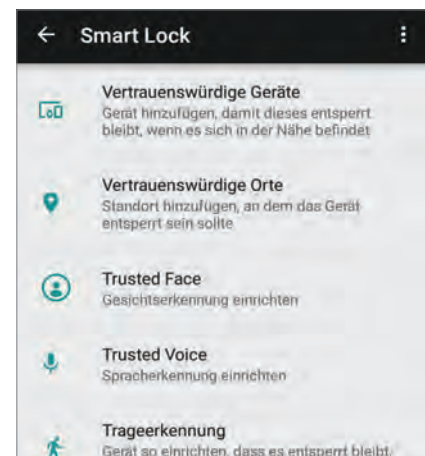 Smart Lock
Vertrauenswürdige Geräte
Gerät hinzufügen, damit dieses entsperrt
bleibt, wenn es sich in der Nähe befindet
Vertrauenswürdige Orte
Standort hinzufügen, an dem das Gerät
entsperrt sein sollte
Trusted Face
Gesichtserkennung einrichten
Trusted Voice
Spracherkennung einrichten
Trageerkennung
Gerät so einrichten, dass es entsperrt bleibt,